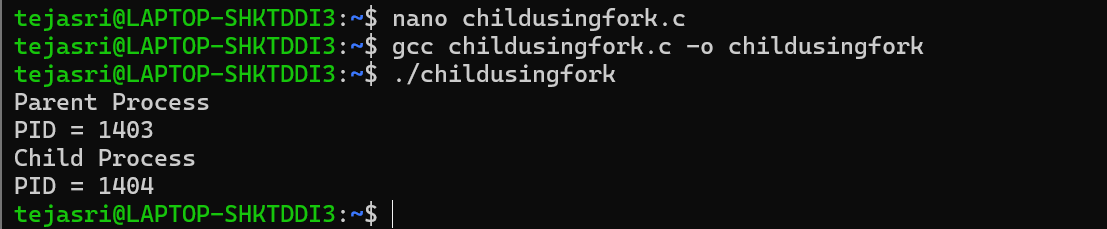 tejasri@LAPTOP-SHKTDDI3:~$ nano childusingfork.c
tejasri@LAPTOP-SHKTDDI3:~$ gcc childusingfork.c -o childusingfork
tejasri@LAPTOP-SHKTDDI3:~$ ./childusingfork
Parent Process
PID = 1403
Child Process
PID = 1404
tejasri@LAPTOP-SHKTDDI3:~$